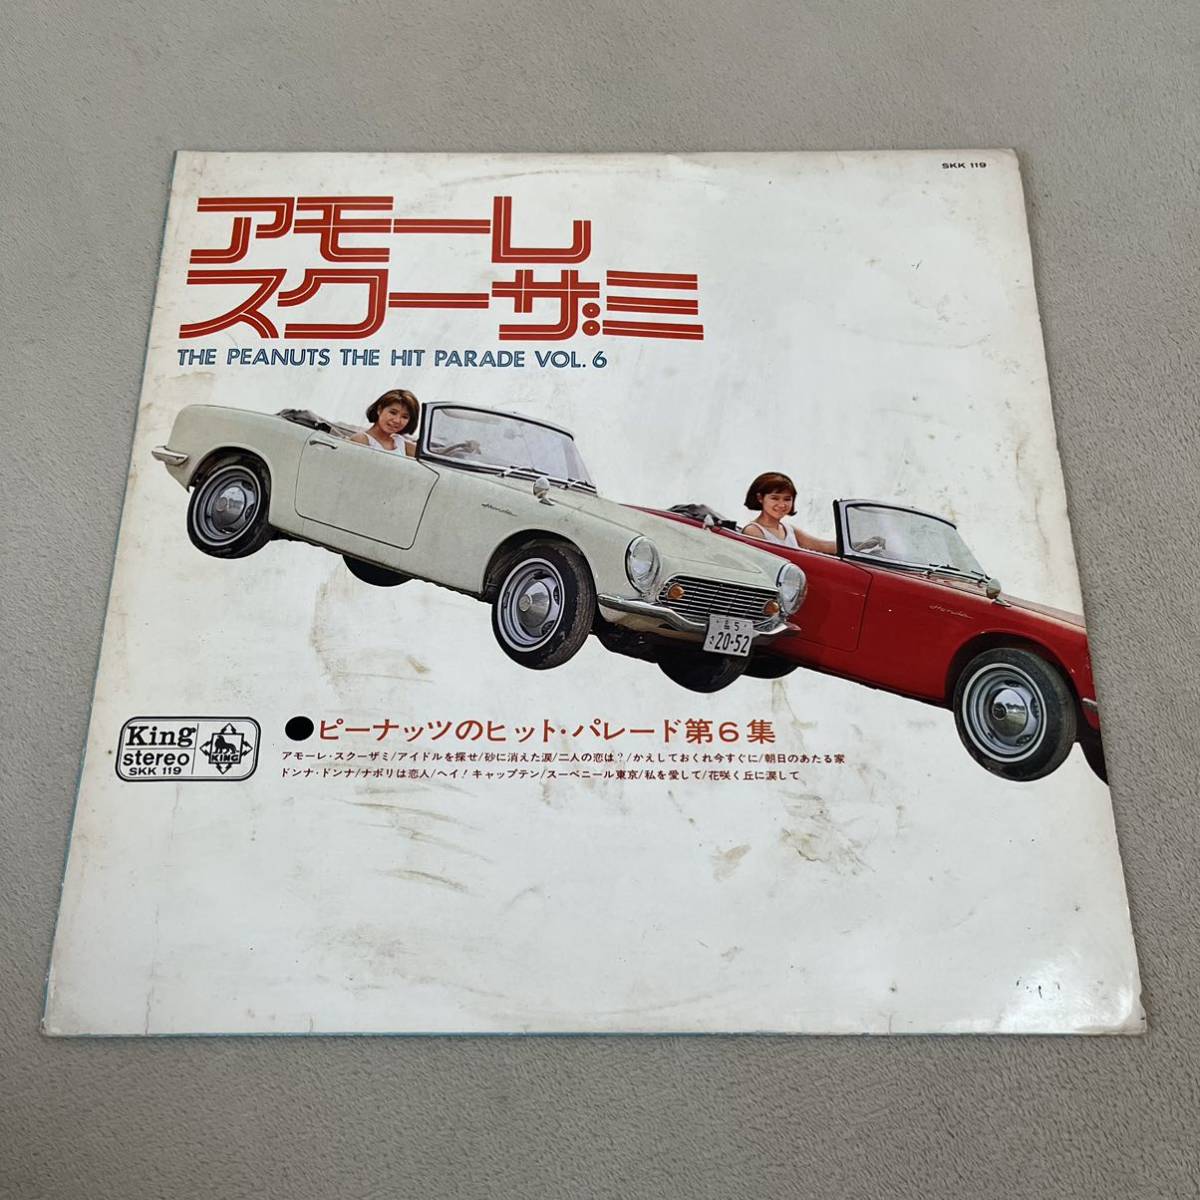 SKK 119
アモーレ
スクーザ・ミ
THE PEANUTS THE HIT PARADE VOL. 6
Honda
Honda
5
さ 20-52
●ピーナッツのヒット・パレード第6集
アモーレ・スクーザミ/アイドルを探せ/砂に消えた涙/二人の恋は?/かえしておくれ今すぐに/朝日のあたる家
ドンナ・ドンナ/ナポリは恋人/ヘイ!キャップテン/スーベニール東京/私を愛して/花咲く丘に涙して
King
stereo
SKK 119
KING